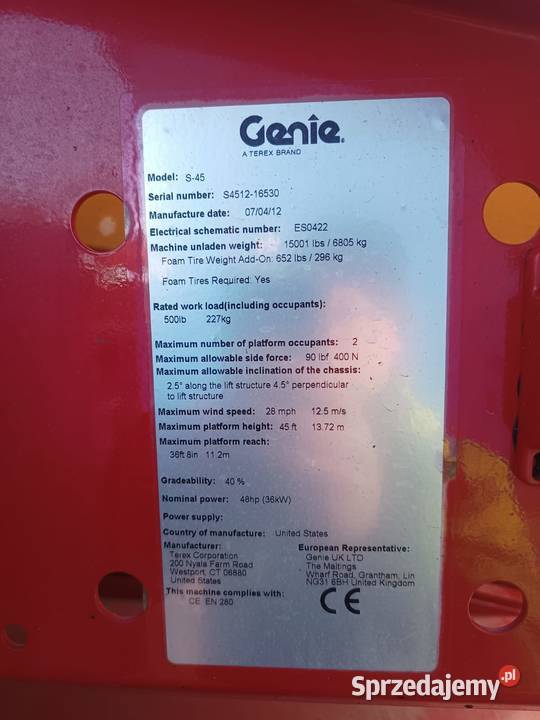 Genie
A TEREX BRAND
Model: S-45
Serial number: S4512-16530
Manufacture date: 07/04/12
Electrical schematic number: ES0422
Machine unladen weight: 15001 lbs / 6805 kg
Foam Tire Weight Add-On: 652 lbs / 296 kg
Foam Tires Required: Yes
Rated work load(including occupants):
500lb 227kg
Maximum number of platform occupants: 2
Maximum allowable side force: 90 lbf 400 N
Maximum allowable inclination of the chassis:
2.5° along the lift structure 4.5° perpendicular
to lift structure
Maximum wind speed: 28 mph 12.5 m/s
Maximum platform height: 45 ft 13.72 m
Maximum platform reach:
36ft 8in 11.2m
Gradeability: 40 %
Nominal power: 48hp (36kW)
Power supply:
Country of manufacture: United States
Manufacturer:
Terex Corporation
200 Nyala Farm Road
Westport, CT 06880
United States
European Representative:
Genie UK LTD
The Maltings
Wharf Road, Grantham, Lin
NG31 6BH United Kingdom
This machine complies with:
CE EN 280
CE
Sprzedajemy.pl